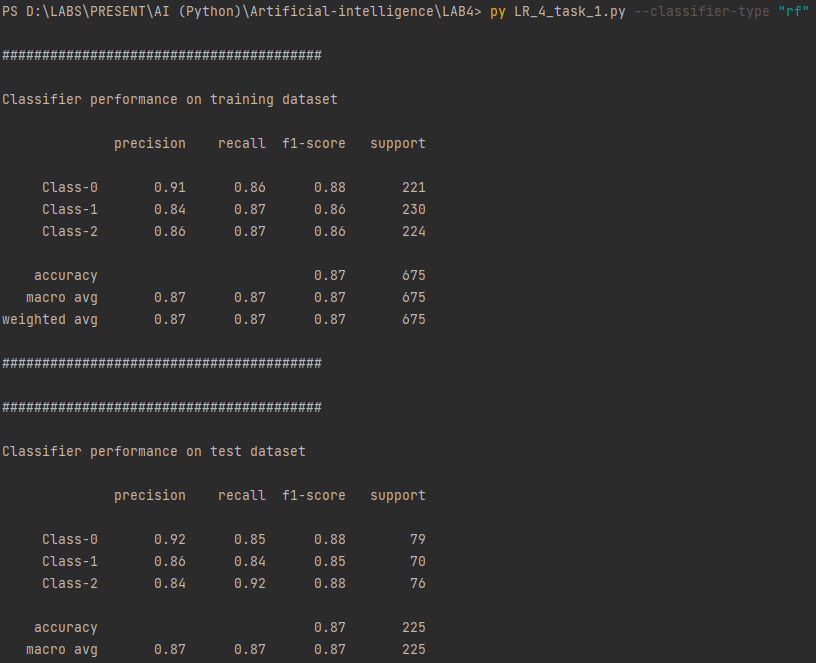 PS D:\LABS\PRESENT\AI (Python)\Artificial-intelligence\LAB4> py LR_4_task_1.py --classifier-type "rf"
########################################
Classifier performance on training dataset
precision recall f1-score support
Class-0 0.91 0.86 0.88 221
Class-1 0.84 0.87 0.86 230
Class-2 0.86 0.87 0.86 224
accuracy 0.87 675
macro avg 0.87 0.87 0.87 675
weighted avg 0.87 0.87 0.87 675
########################################
########################################
Classifier performance on test dataset
precision recall f1-score support
Class-0 0.92 0.85 0.88 79
Class-1 0.86 0.84 0.85 70
Class-2 0.84 0.92 0.88 76
accuracy 0.87 225
macro avg 0.87 0.87 0.87 225